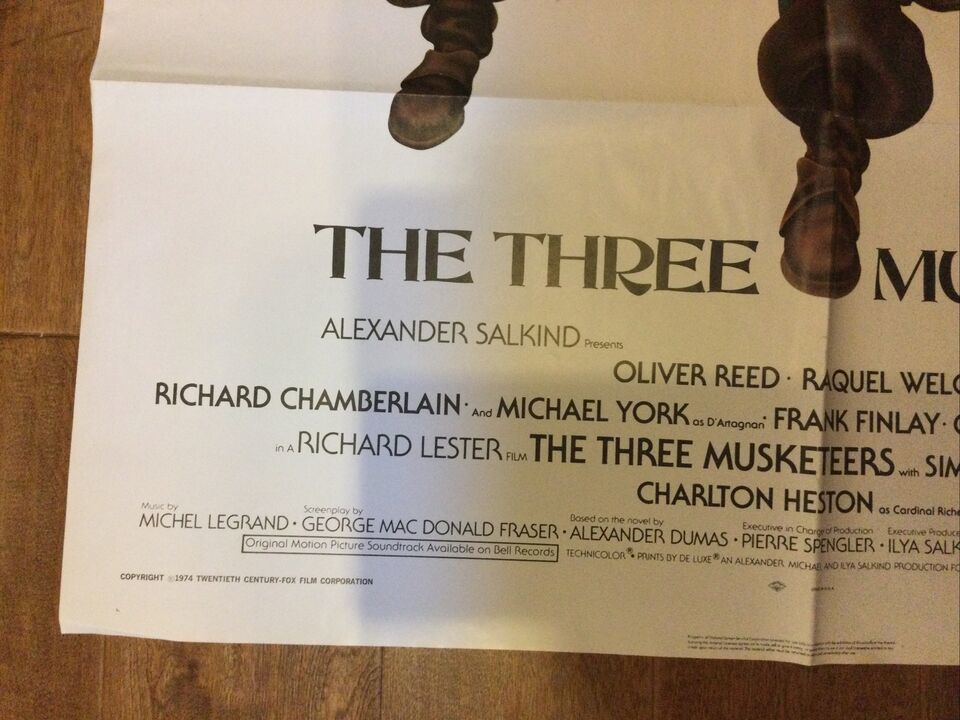 THE THREE MU
ALEXANDER SALKIND Presents
OLIVER REED · RAQUEL WELC
RICHARD CHAMBERLAIN · And MICHAEL YORK as D'Artagnan · FRANK FINLAY ·
in A RICHARD LESTER FILM THE THREE MUSKETEERS with SIM
CHARLTON HESTON as Cardinal Riche
Music by Screenplay by Based on the novel by Executive in Charge of Production Executive Produce
MICHEL LEGRAND · GEORGE MAC DONALD FRASER · ALEXANDER DUMAS · PIERRE SPENGLER · ILYA SALK
Original Motion Picture Soundtrack Available on Bell Records TECHNICOLOR® · PRINTS BY DE LUXE® AN ALEXANDER, MICHAEL AND ILYA SALKIND PRODUCTION FO
COPYRIGHT ©1974 TWENTIETH CENTURY-FOX FILM CORPORATION